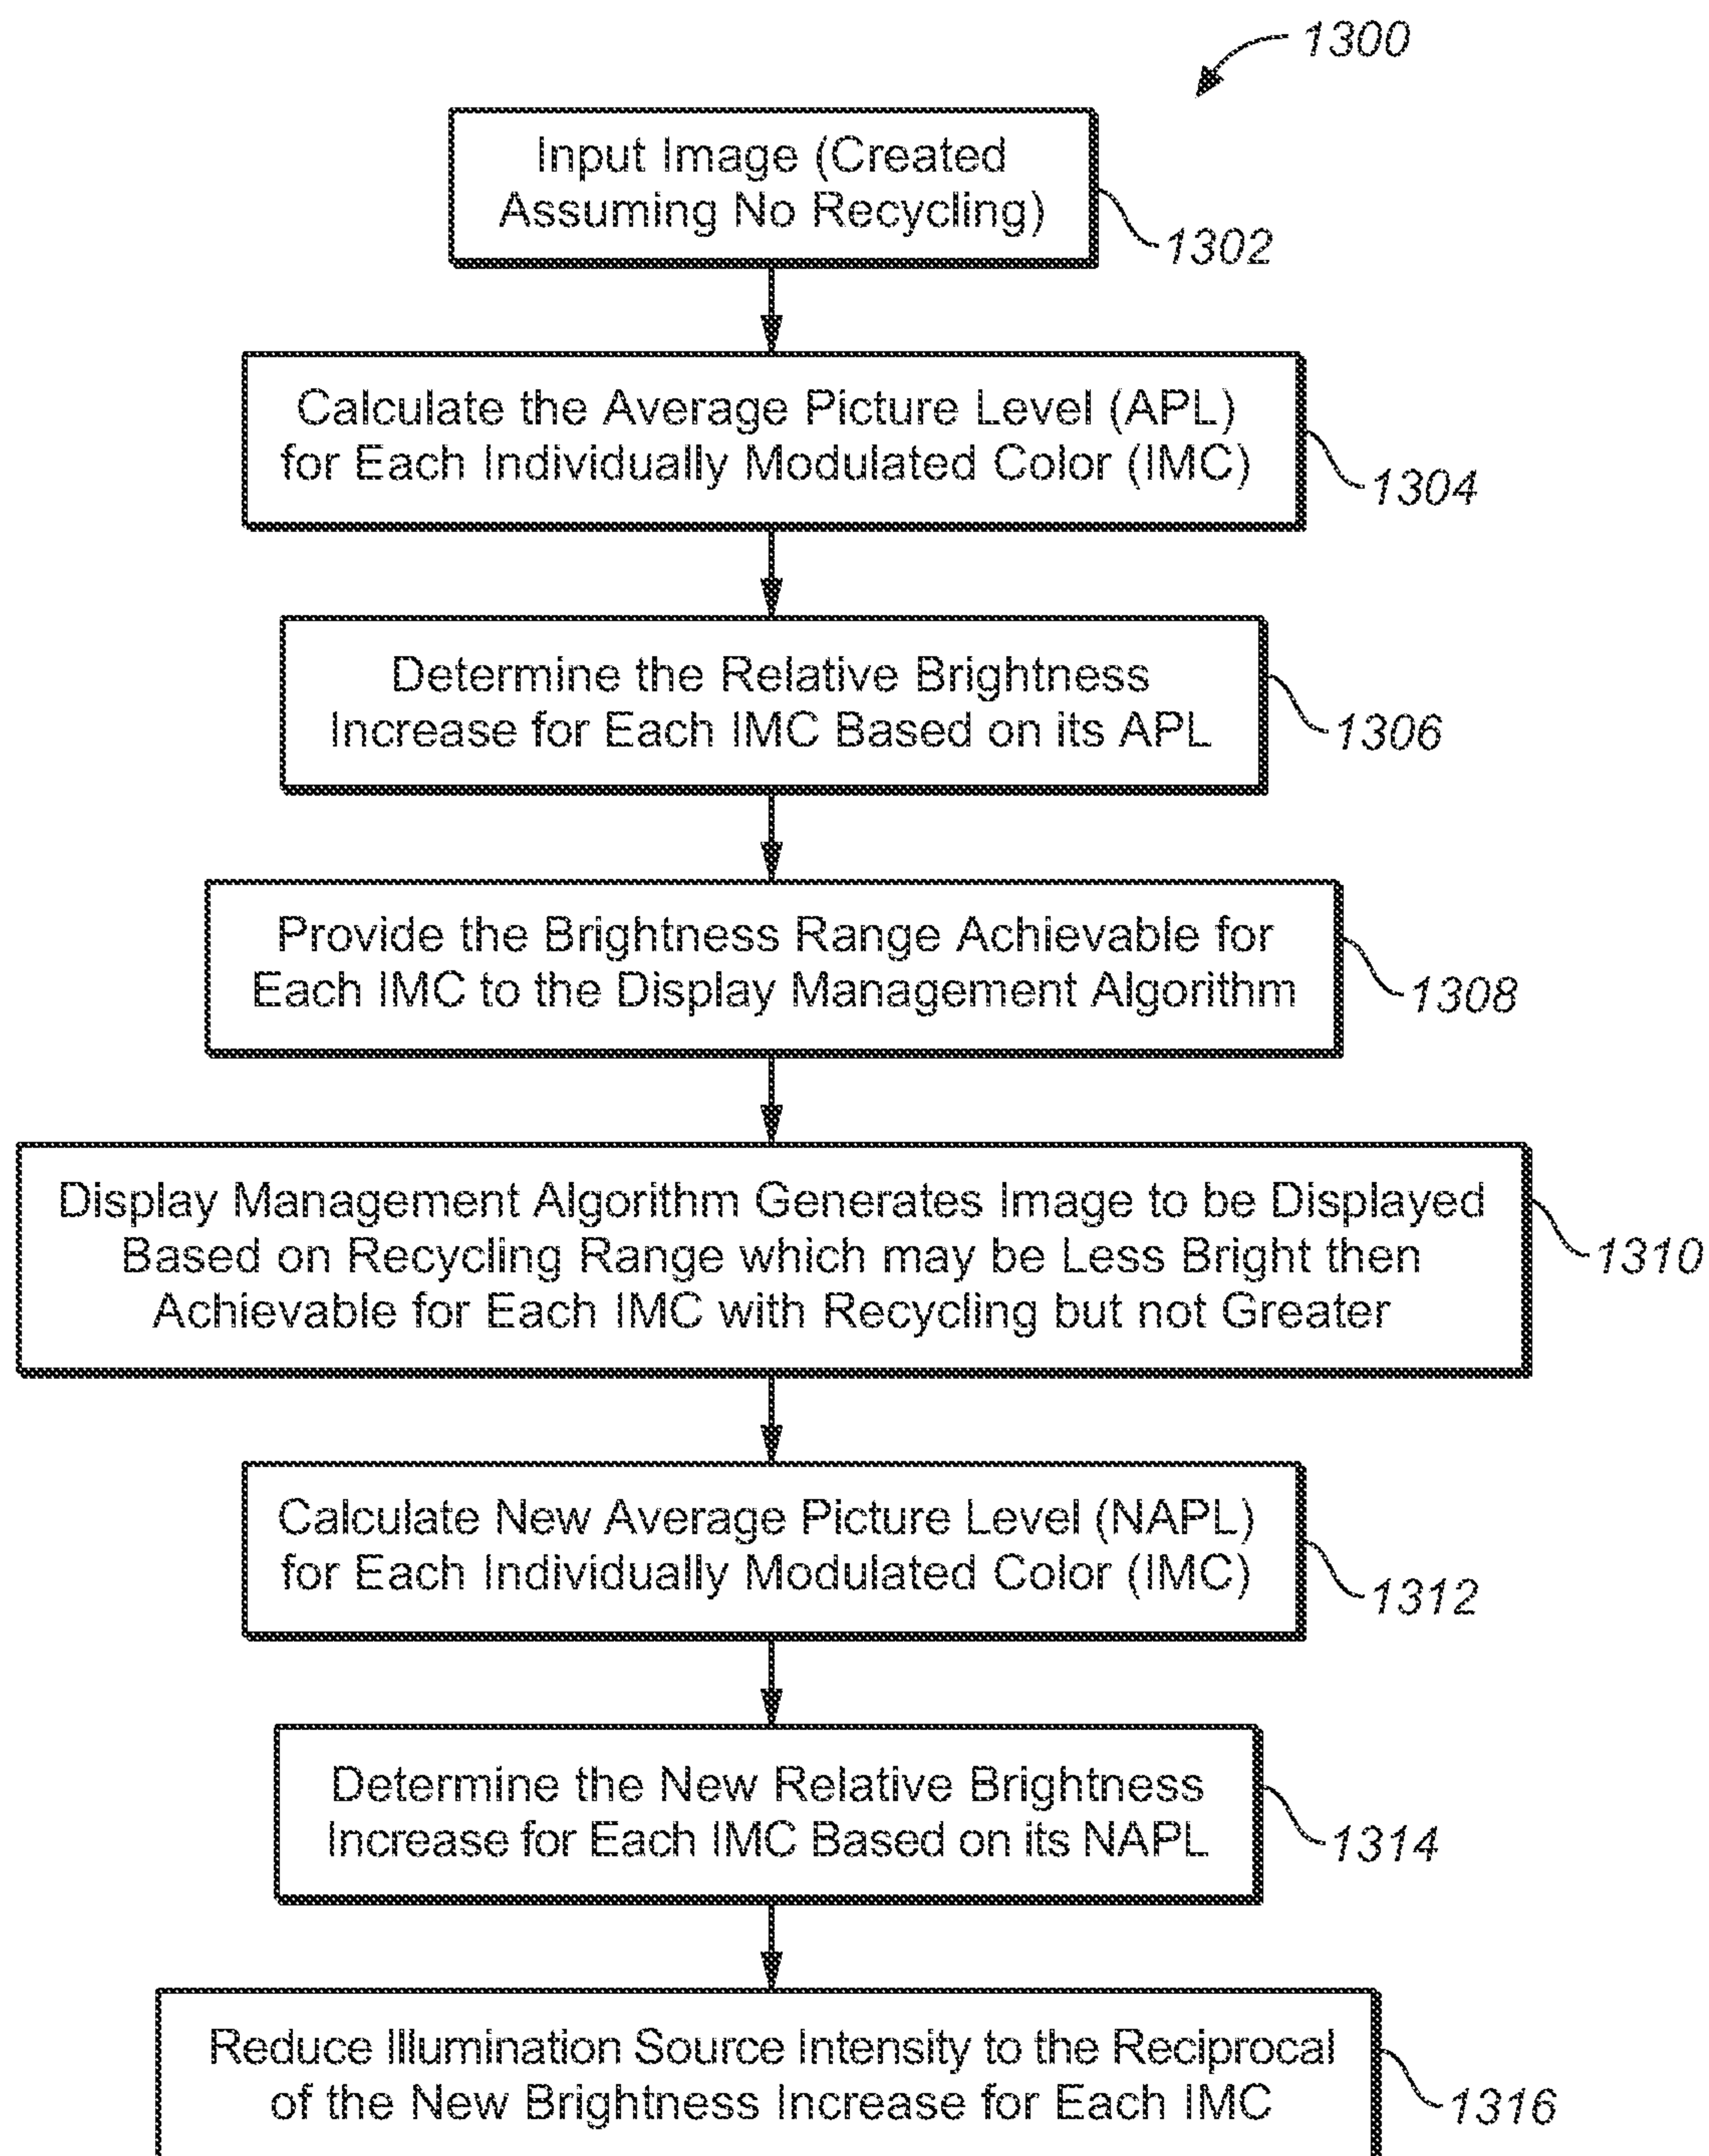 1300
Input Image (Created
Assuming No Recycling)
1302
Calculate the Average Picture Level (APL)
for Each Individually Modulated Color (IMC)
1304
Determine the Relative Brightness
Increase for Each IMC Based on its APL
1306
Provide the Brightness Range Achievable for
Each IMC to the Display Management Algorithm
1308
Display Management Algorithm Generates Image to be Displayed
Based on Recycling Range which may be Less Bright then
Achievable for Each IMC with Recycling but not Greater
1310
Calculate New Average Picture Level (NAPL)
for Each Individually Modulated Color (IMC)
1312
Determine the New Relative Brightness
Increase for Each IMC Based on its NAPL
1314
Reduce Illumination Source Intensity to the Reciprocal
of the New Brightness Increase for Each IMC
1316